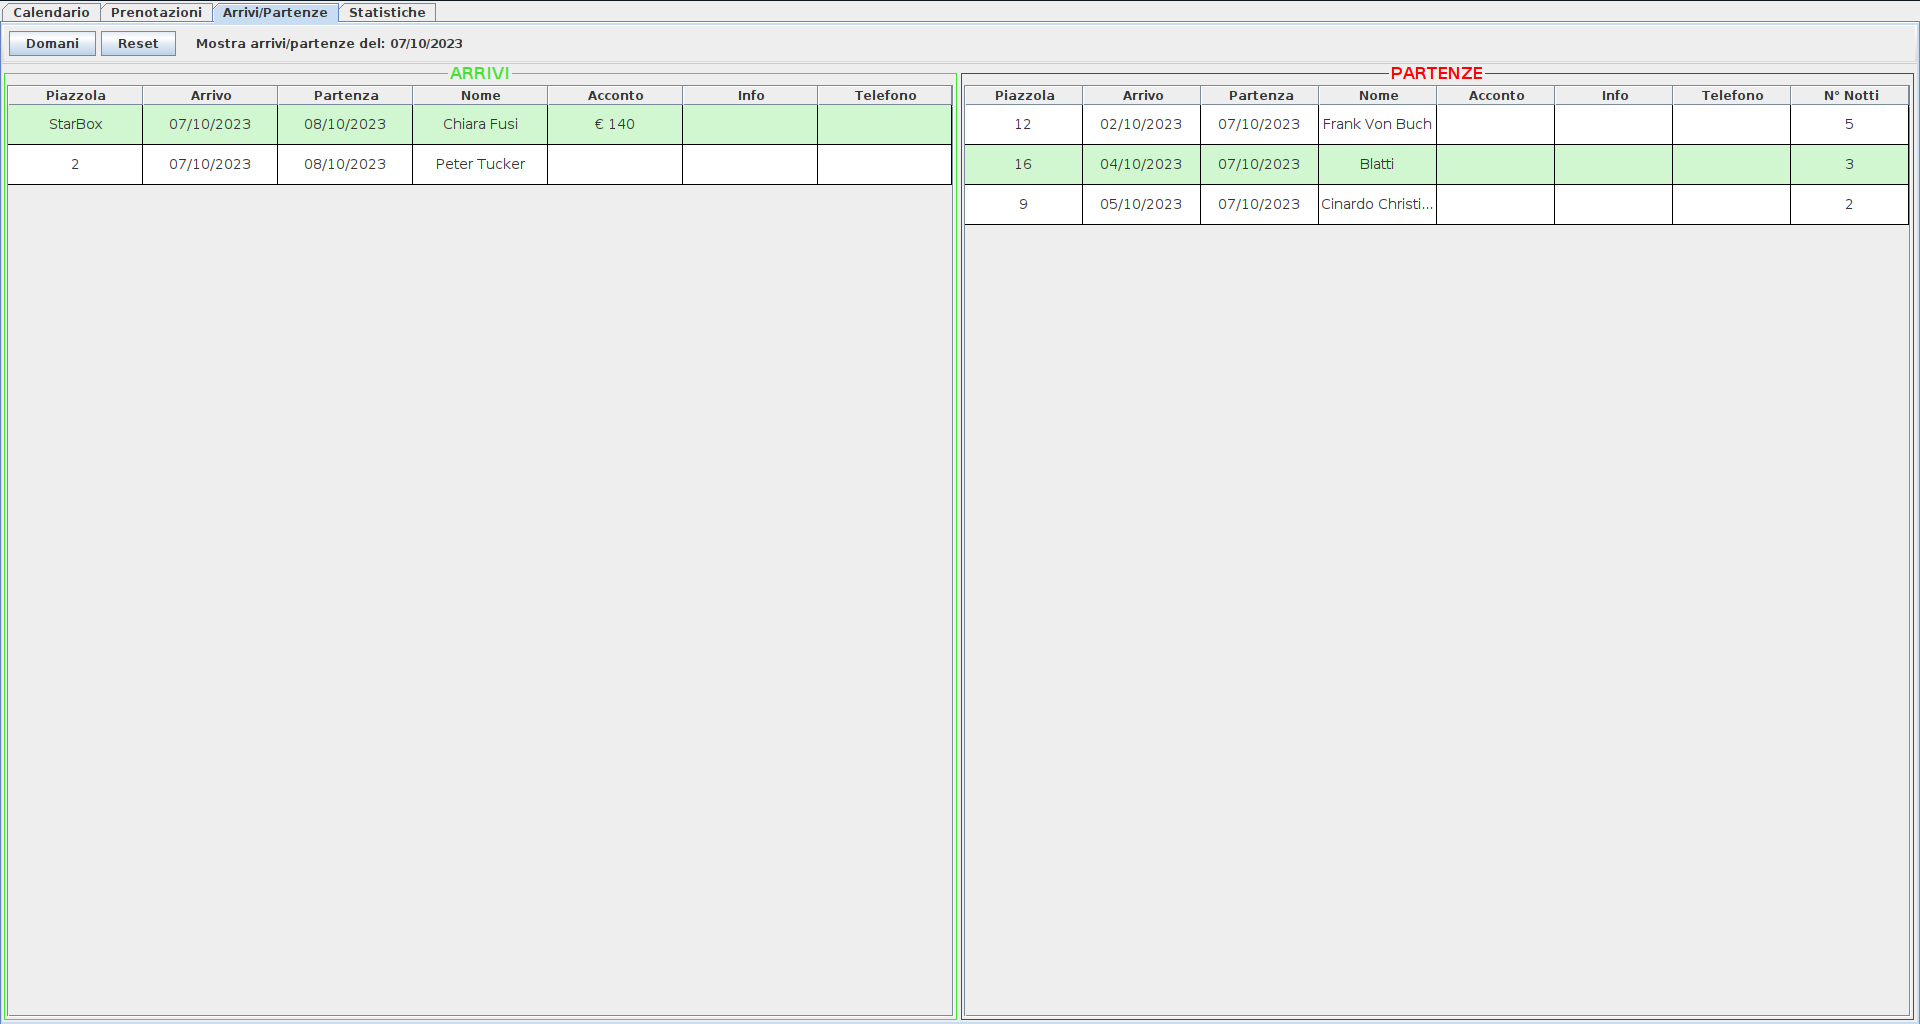 Calendario Prenotazioni Arrivi/Partenze Statistiche
Domani Reset Mostra arrivi/partenze del: 07/10/2023
ARRIVI
Piazzola Arrivo Partenza Nome Acconto Info Telefono
StarBox 07/10/2023 08/10/2023 Chiara Fusi € 140
2 07/10/2023 08/10/2023 Peter Tucker
PARTENZE
Piazzola Arrivo Partenza Nome Acconto Info Telefono N° Notti
12 02/10/2023 07/10/2023 Frank Von Buch 5
16 04/10/2023 07/10/2023 Blatti 3
9 05/10/2023 07/10/2023 Cinardo Christi... 2